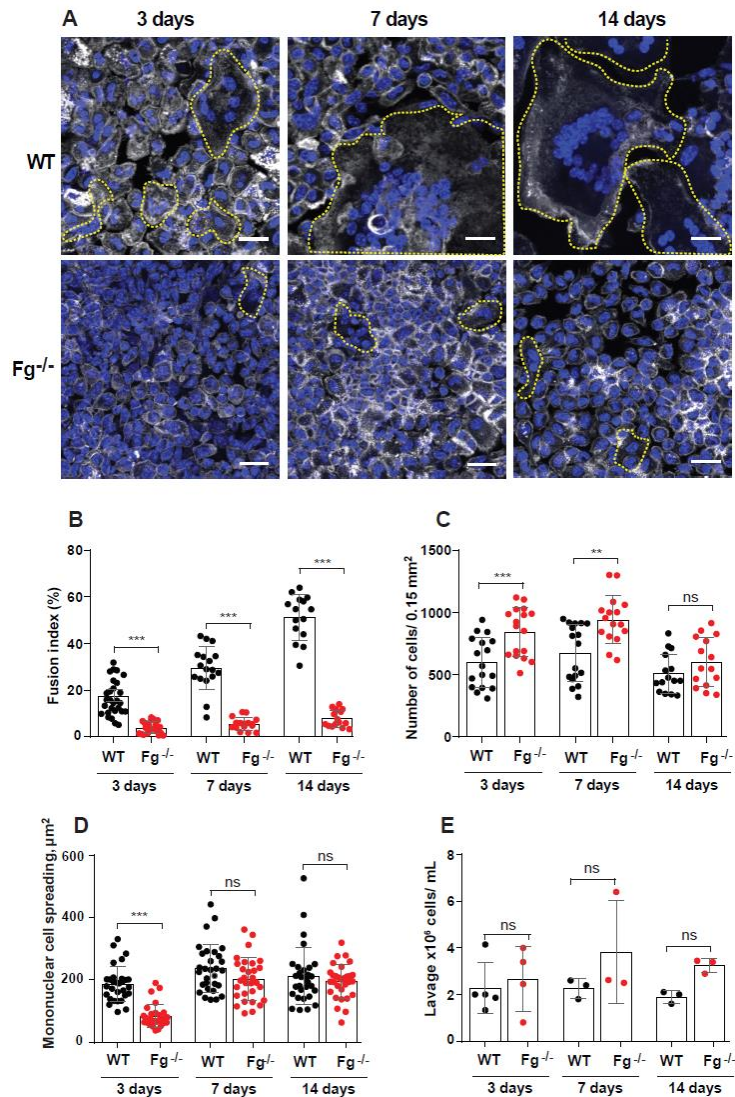 A
3 days 7 days 14 days
WT
Fg-/-
B
Fusion index (%)
80
60
40
20
0
***
***
***
WT Fg-/- WT Fg-/- WT Fg-/-
3 days 7 days 14 days
C
Number of cells/ 0.15 mm²
1500
1000
500
0
***
**
ns
WT Fg-/- WT Fg-/- WT Fg-/-
3 days 7 days 14 days
D
Mononuclear cell spreading, µm²
600
400
200
0
***
ns
ns
WT Fg-/- WT Fg-/- WT Fg-/-
3 days 7 days 14 days
E
Lavage x10⁶ cells/ mL
8
6
4
2
0
ns
ns
ns
WT Fg-/- WT Fg-/- WT Fg-/-
3 days 7 days 14 days